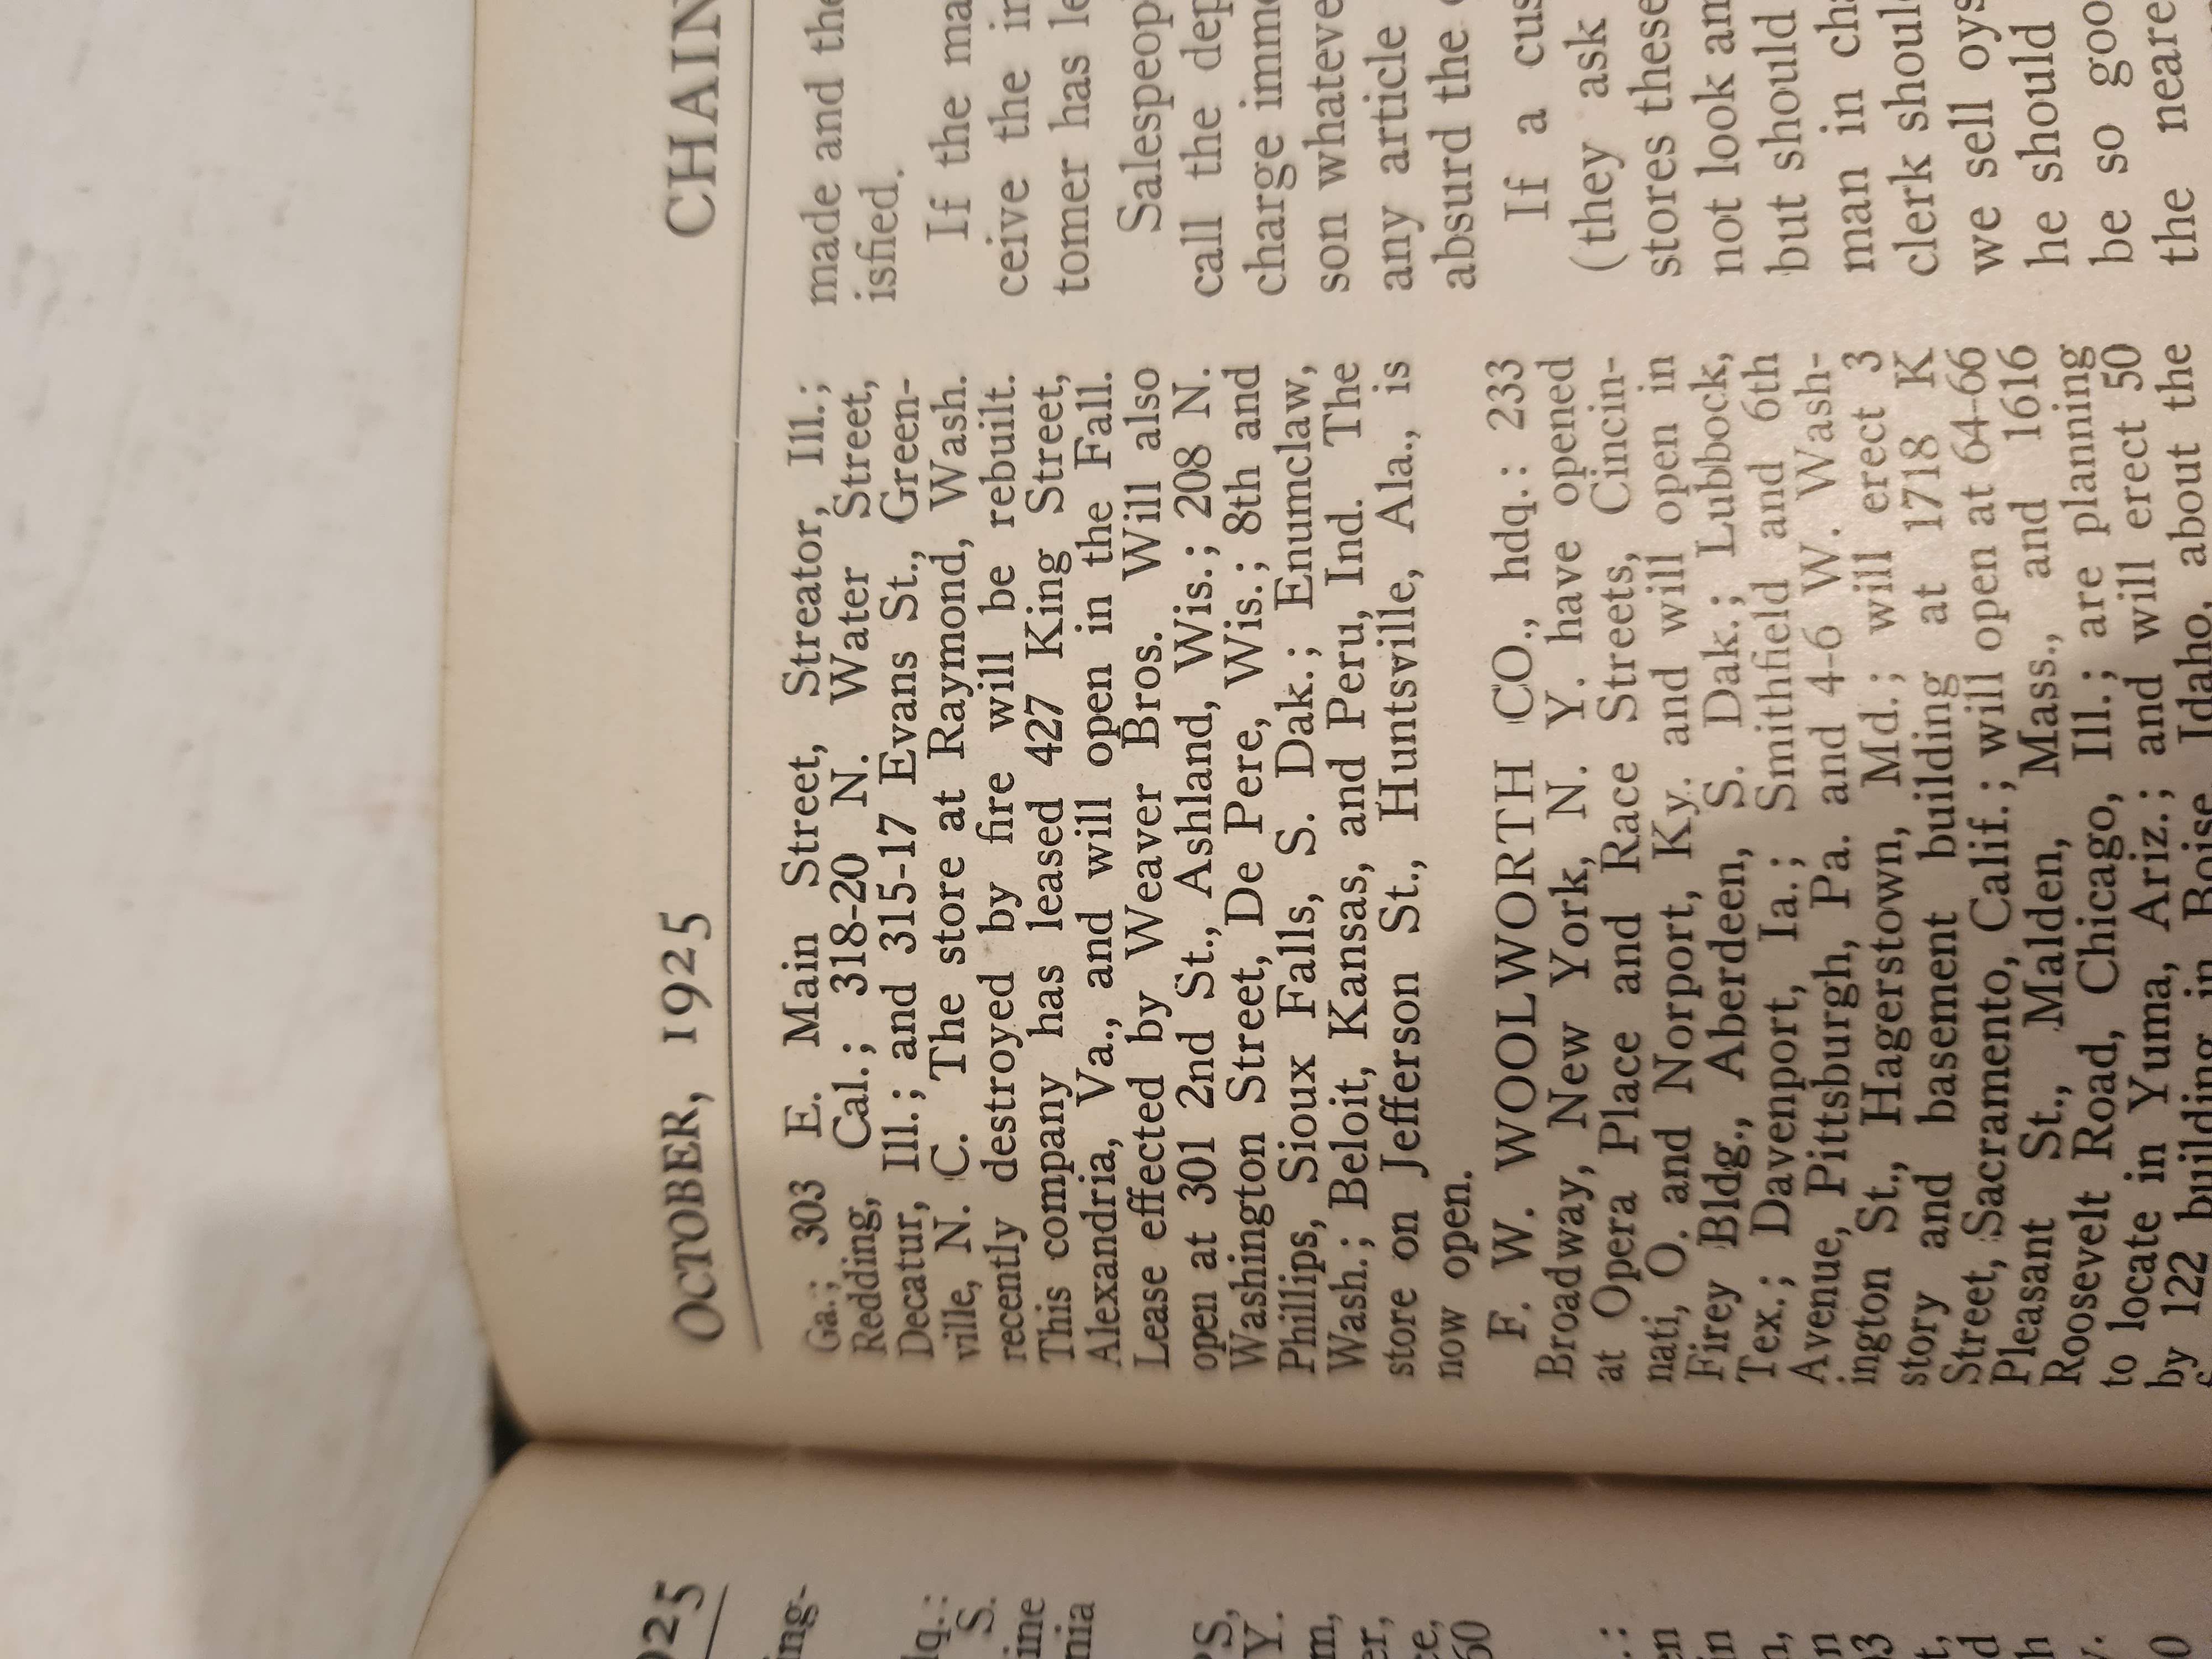 OCTOBER, 1925
CHAIN
Ga.; 303 E. Main Street, Streator, Ill.;
Redding, Cal.; 318-20 N. Water Street,
Decatur, Ill.; and 315-17 Evans St., Green-
ville, N. C. The store at Raymond, Wash.
recently destroyed by fire will be rebuilt.
This company has leased 427 King Street,
Alexandria, Va., and will open in the Fall.
Lease effected by Weaver Bros. Will also
open at 301 2nd St., Ashland, Wis.; 208 N.
Washington Street, De Pere, Wis.; 8th and
Phillips, Sioux Falls, S. Dak.; Enumclaw,
Wash.; Beloit, Kansas, and Peru, Ind. The
store on Jefferson St., Huntsville, Ala., is
now open.
F. W. WOOLWORTH CO., hdq.: 233
Broadway, New York, N. Y. have opened
at Opera Place and Race Streets, Cincin-
nati, O. and Norport, Ky. and will open in
Firey Bldg., Aberdeen, S. Dak.; Lubbock,
Tex.; Davenport, Ia.; Smithfield and 6th
Avenue, Pittsburgh, Pa. and 4-6 W. Wash-
ington St., Hagerstown, Md.; will erect 3
story and basement building at 1718 K
Street, Sacramento, Calif.; will open at 64-66
Pleasant St., Malden, Mass., and 1616
Roosevelt Road, Chicago, Ill.; are planning
to locate in Yuma, Ariz.; and will erect 50
by 122 building in Boise, Idaho, about the
made and the
isfied.
If the ma
ceive the in
tomer has le
Salespeop
call the dep
charge imme
son whateve
any article
absurd the
If a cus
(they ask
stores these
not look an
but should
man in cha
clerk shoul
we sell oys
he should
be so goo
the neare
925
ing-
dq.:
S.
ine
nia
PS,
Y.
m,
er,
ce,
60